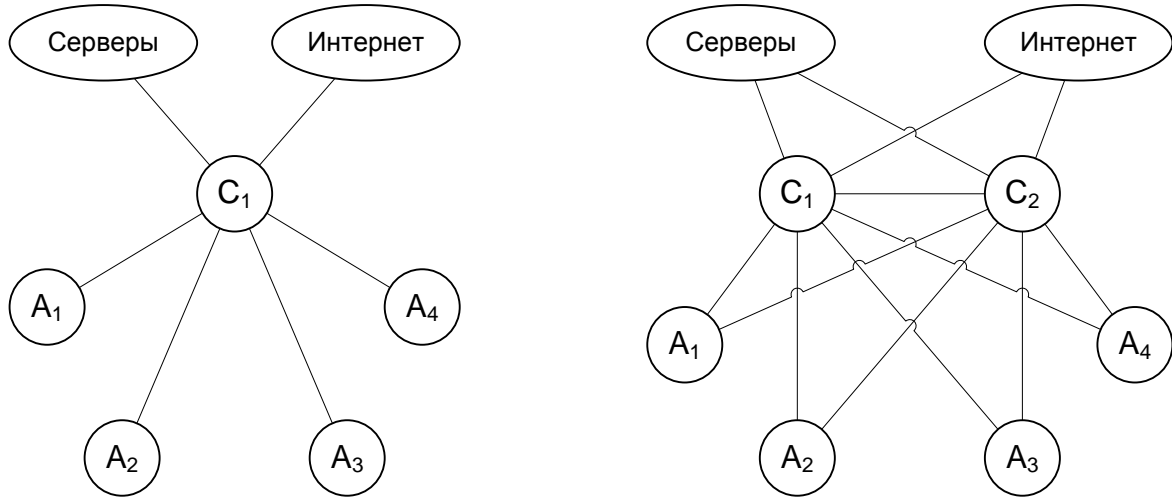 Серверы
Интернет
C₁
A₁
A₄
A₂
A₃
Серверы
Интернет
C₁
C₂
A₁
A₄
A₂
A₃